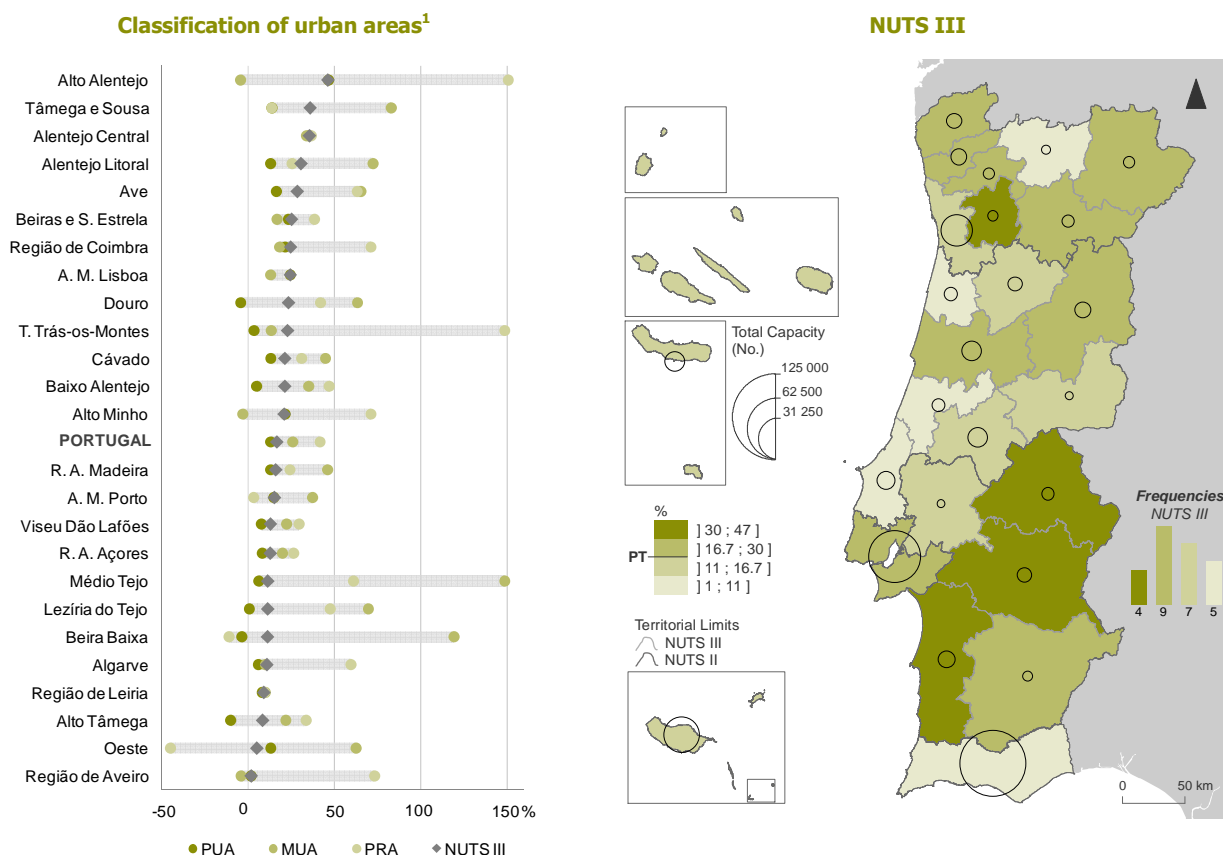 Classification of urban areas¹
Alto Alentejo
Tâmega e Sousa
Alentejo Central
Alentejo Litoral
Ave
Beiras e S. Estrela
Região de Coimbra
A. M. Lisboa
Douro
T. Trás-os-Montes
Cávado
Baixo Alentejo
Alto Minho
PORTUGAL
R. A. Madeira
A. M. Porto
Viseu Dão Lafões
R. A. Açores
Médio Tejo
Lezíria do Tejo
Beira Baixa
Algarve
Região de Leiria
Alto Tâmega
Oeste
Região de Aveiro
-50 0 50 100 150 %
PUA MUA PRA NUTS III
NUTS III
Total Capacity
(No.)
125 000
62 500
31 250
%
] 30 ; 47 ]
] 16.7 ; 30 ]
PT
] 11 ; 16.7 ]
] 1 ; 11 ]
Territorial Limits
NUTS III
NUTS II
Frequencies
NUTS III
4 9 7 5
0 50 km